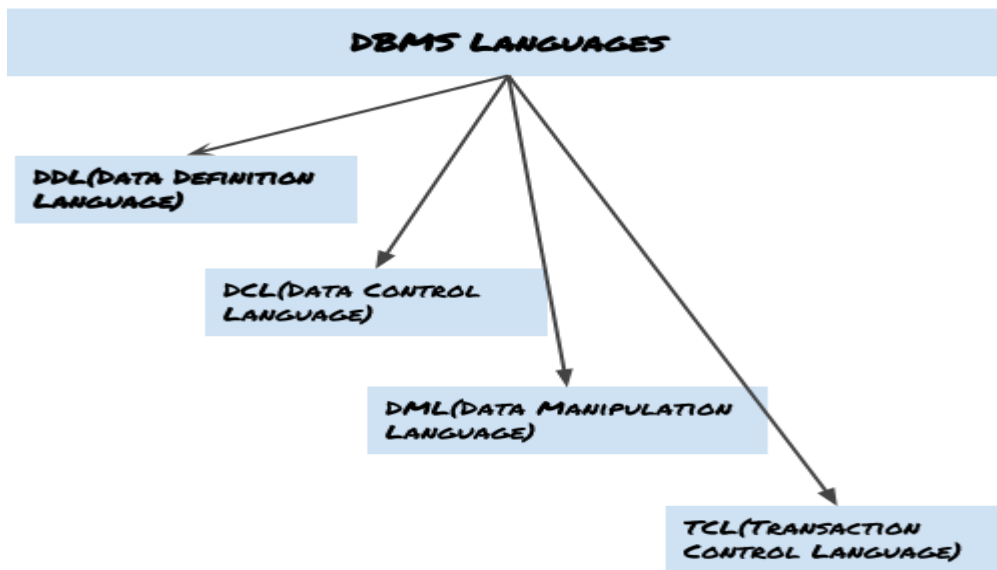 DBMS Languages
DDL(Data Definition
Language)
DCL(Data Control
Language)
DML(Data Manipulation
Language)
TCL(Transaction
Control Language)